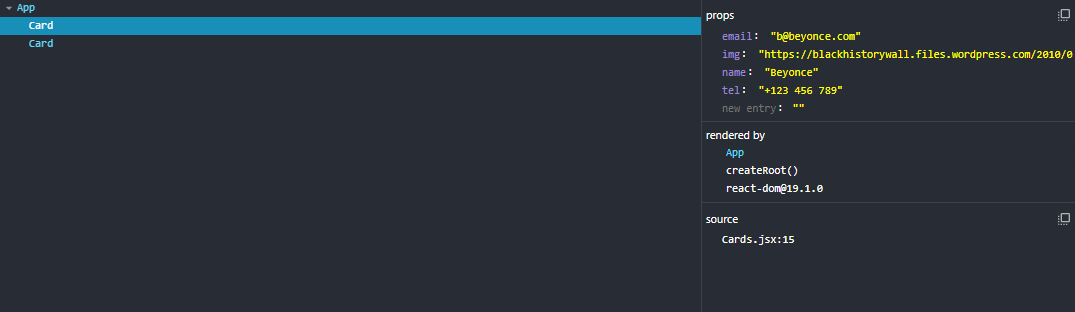 App
Card
Card
props
email: "b@beyonce.com"
img: "https://blackhistorywall.files.wordpress.com/2010/0
name: "Beyonce"
tel: "+123 456 789"
new entry: ""
rendered by
App
createRoot()
react-dom@19.1.0
source
Cards.jsx:15